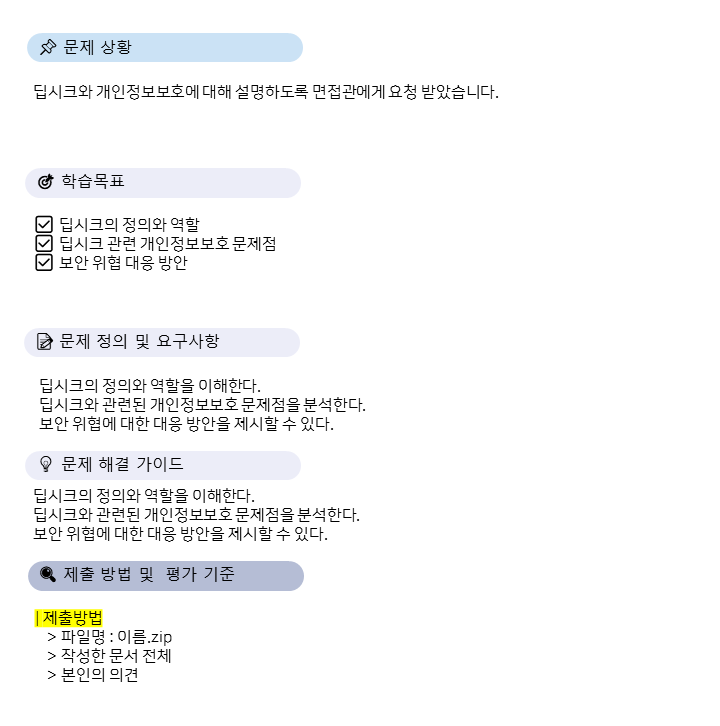 문제 상황
딥시크와 개인정보보호에 대해 설명하도록 면접관에게 요청 받았습니다.
학습목표
딥시크의 정의와 역할
딥시크 관련 개인정보보호 문제점
보안 위협 대응 방안
문제 정의 및 요구사항
딥시크의 정의와 역할을 이해한다.
딥시크와 관련된 개인정보보호 문제점을 분석한다.
보안 위협에 대한 대응 방안을 제시할 수 있다.
문제 해결 가이드
딥시크의 정의와 역할을 이해한다.
딥시크와 관련된 개인정보보호 문제점을 분석한다.
보안 위협에 대한 대응 방안을 제시할 수 있다.
제출 방법 및 평가 기준
| 제출방법
> 파일명 : 이름.zip
> 작성한 문서 전체
> 본인의 의견